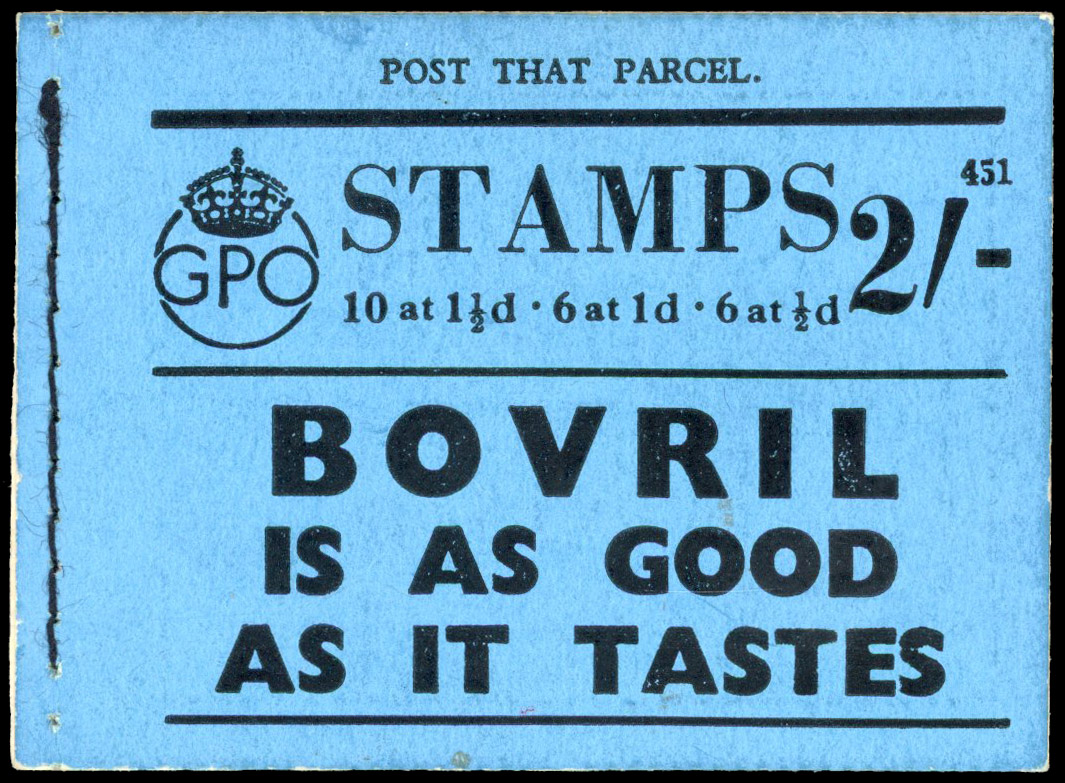 POST THAT PARCEL.
451
GPO
STAMPS 2/-
10 at 1½d · 6 at 1d · 6 at ½d
BOVRIL
IS AS GOOD
AS IT TASTES